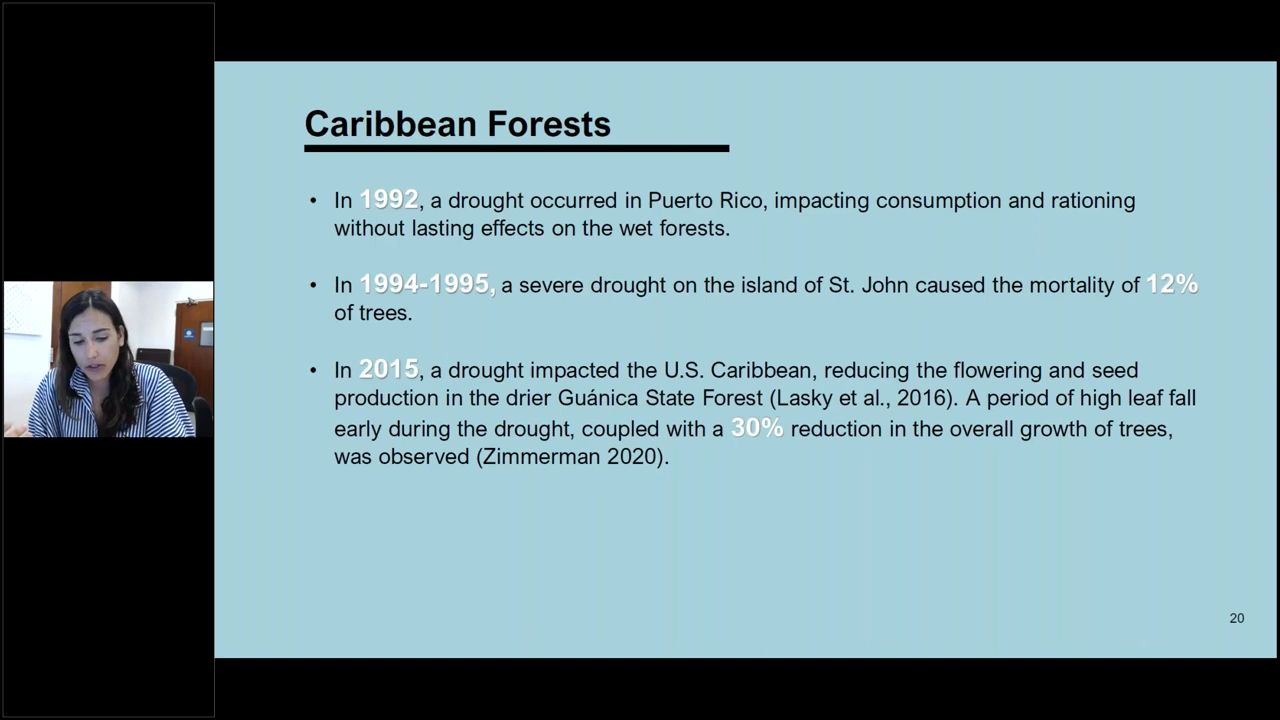 Caribbean Forests
• In 1992, a drought occurred in Puerto Rico, impacting consumption and rationing
without lasting effects on the wet forests.
• In 1994-1995, a severe drought on the island of St. John caused the mortality of 12%
of trees.
• In 2015, a drought impacted the U.S. Caribbean, reducing the flowering and seed
production in the drier Guánica State Forest (Lasky et al., 2016). A period of high leaf fall
early during the drought, coupled with a 30% reduction in the overall growth of trees,
was observed (Zimmerman 2020).
20